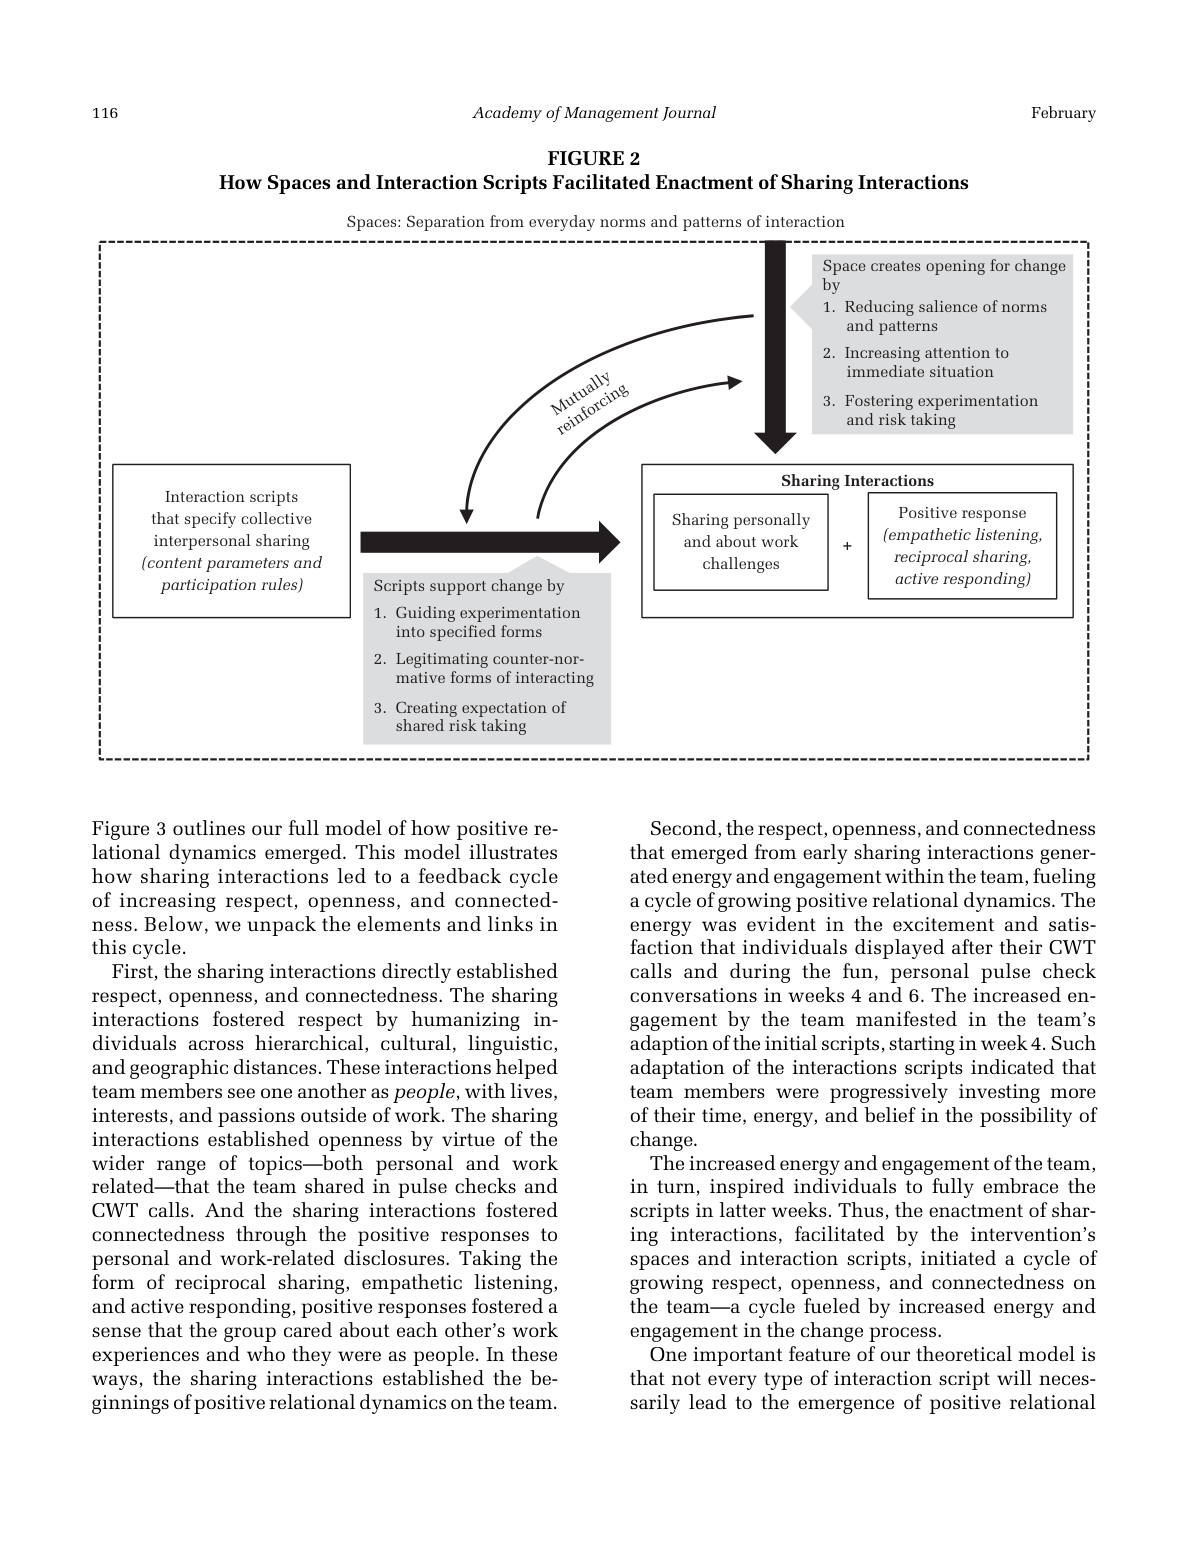 116
Academy of Management Journal
February
FIGURE 2
How Spaces and Interaction Scripts Facilitated Enactment of Sharing Interactions
Spaces: Separation from everyday norms and patterns of interaction
Space creates opening for change
by
1. Reducing salience of norms
and patterns
2. Increasing attention to
immediate situation
3. Fostering experimentation
and risk taking
Mutually
reinforcing
Interaction scripts
that specify collective
interpersonal sharing
(content parameters and
participation rules)
Sharing Interactions
Sharing personally
and about work
challenges
+
Positive response
(empathetic listening,
reciprocal sharing,
active responding)
Scripts support change by
1. Guiding experimentation
into specified forms
2. Legitimating counter-nor-
mative forms of interacting
3. Creating expectation of
shared risk taking
Figure 3 outlines our full model of how positive re-
lational dynamics emerged. This model illustrates
how sharing interactions led to a feedback cycle
of increasing respect, openness, and connected-
ness. Below, we unpack the elements and links in
this cycle.
First, the sharing interactions directly established
respect, openness, and connectedness. The sharing
interactions fostered respect by humanizing in-
dividuals across hierarchical, cultural, linguistic,
and geographic distances. These interactions helped
team members see one another as people, with lives,
interests, and passions outside of work. The sharing
interactions established openness by virtue of the
wider range of topics—both personal and work
related—that the team shared in pulse checks and
CWT calls. And the sharing interactions fostered
connectedness through the positive responses to
personal and work-related disclosures. Taking the
form of reciprocal sharing, empathetic listening,
and active responding, positive responses fostered a
sense that the group cared about each other's work
experiences and who they were as people. In these
ways, the sharing interactions established the be-
ginnings of positive relational dynamics on the team.
Second, the respect, openness, and connectedness
that emerged from early sharing interactions gener-
ated energy and engagement within the team, fueling
a cycle of growing positive relational dynamics. The
energy was evident in the excitement and satis-
faction that individuals displayed after their CWT
calls and during the fun, personal pulse check
conversations in weeks 4 and 6. The increased en-
gagement by the team manifested in the team's
adaption of the initial scripts, starting in week 4. Such
adaptation of the interactions scripts indicated that
team members were progressively investing more
of their time, energy, and belief in the possibility of
change.
The increased energy and engagement of the team,
in turn, inspired individuals to fully embrace the
scripts in latter weeks. Thus, the enactment of shar-
ing interactions, facilitated by the intervention's
spaces and interaction scripts, initiated a cycle of
growing respect, openness, and connectedness on
the team—a cycle fueled by increased energy and
engagement in the change process.
One important feature of our theoretical model is
that not every type of interaction script will neces-
sarily lead to the emergence of positive relational